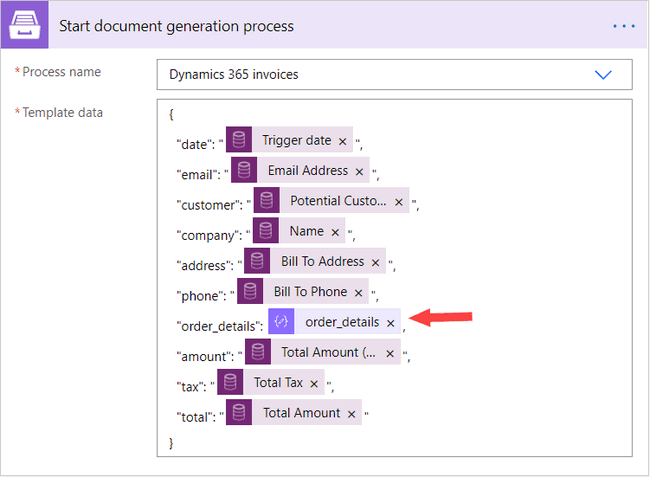 Start document generation process ...
*Process name Dynamics 365 invoices
*Template data
{
"date": " Trigger date × ",
"email": " Email Address × ",
"customer": " Potential Custo... × ",
"company": " Name × ",
"address": " Bill To Address × ",
"phone": " Bill To Phone × ",
"order_details": {/} order_details × ,
"amount": " Total Amount (... × ",
"tax": " Total Tax × ",
"total": " Total Amount × "
}